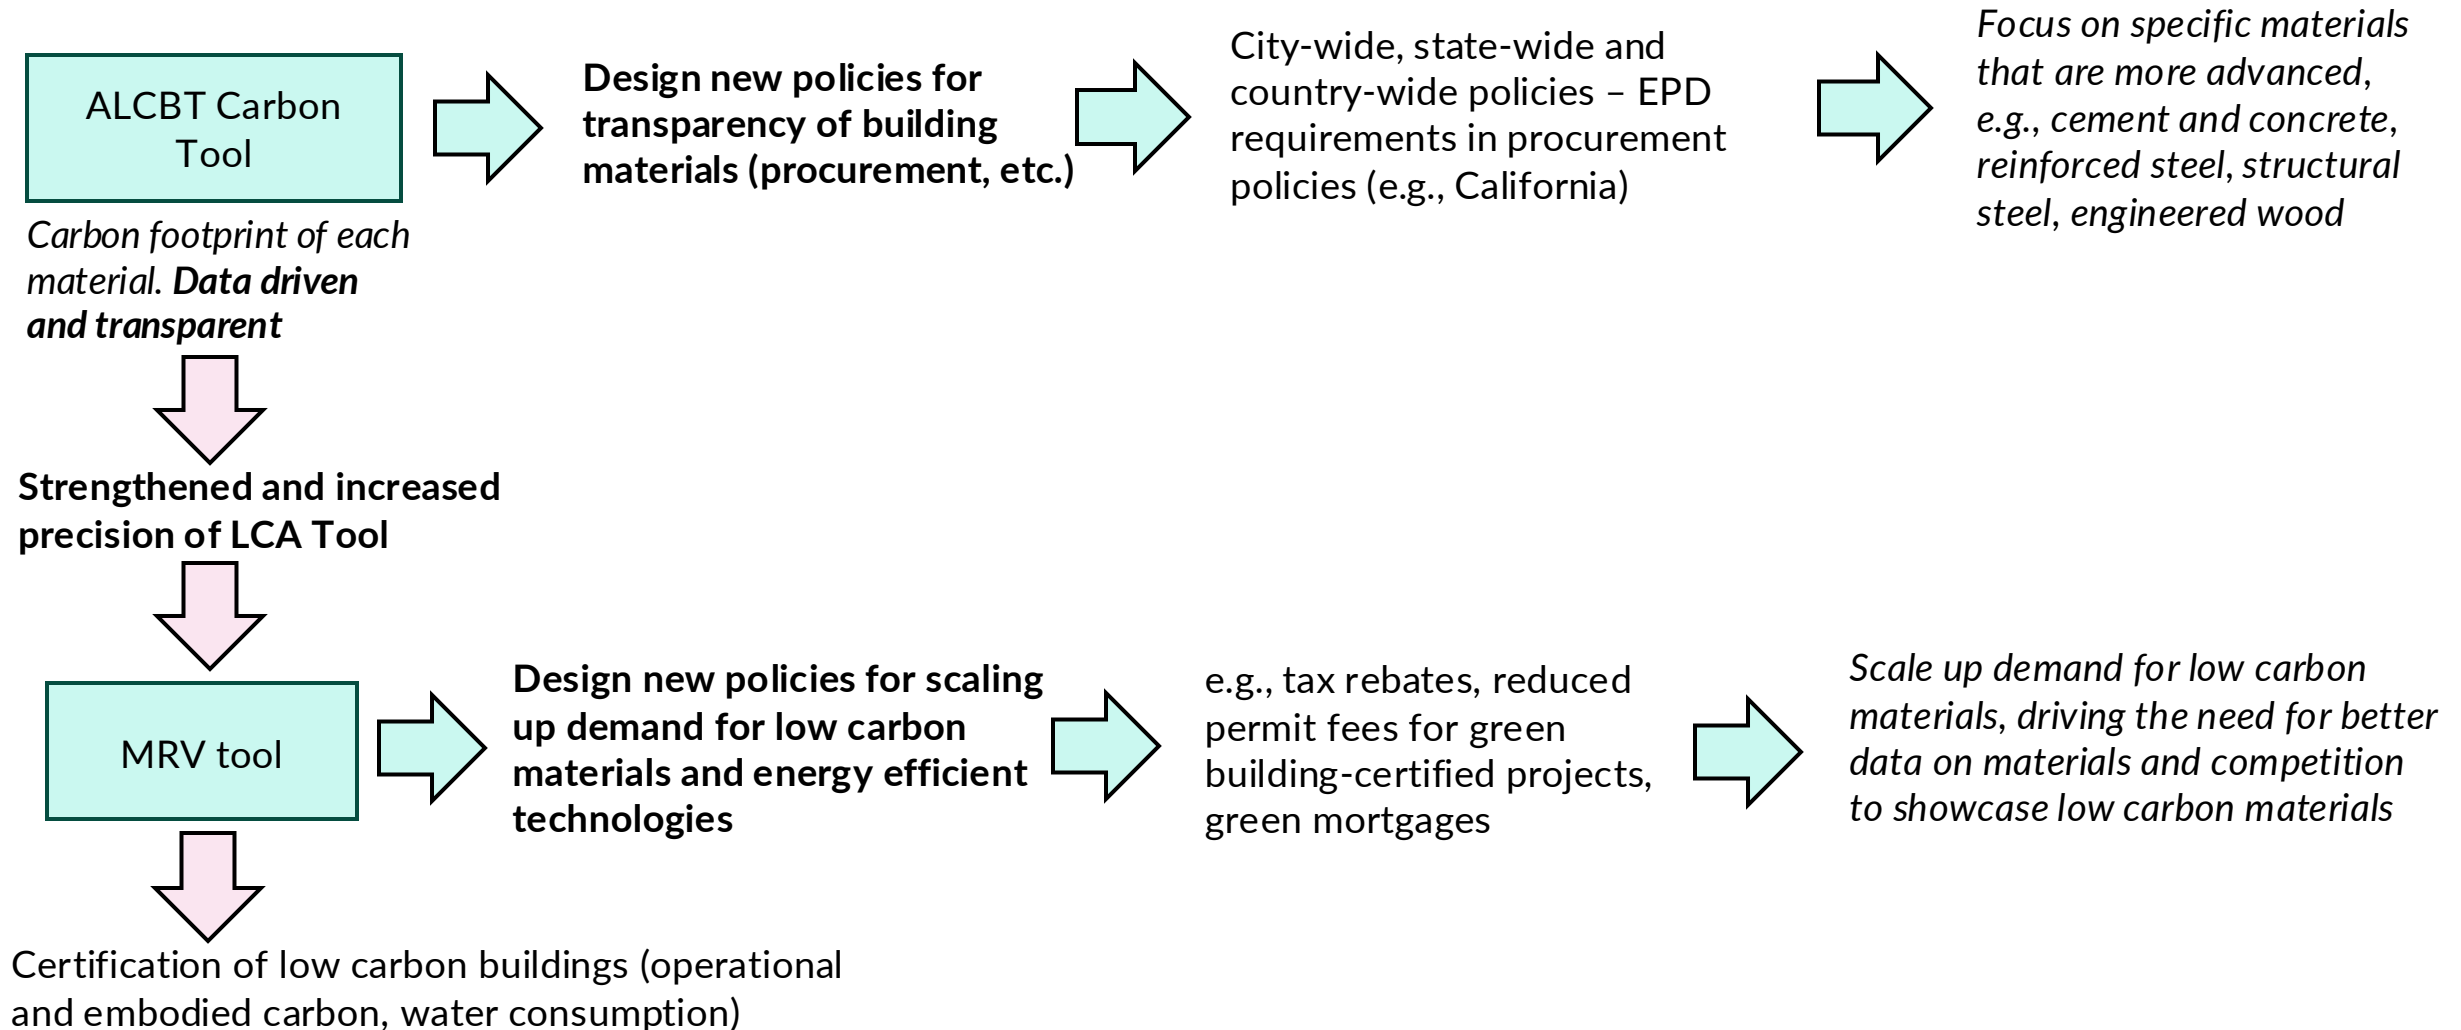 ALCBT Carbon
Tool
Carbon footprint of each
material. Data driven
and transparent
Design new policies for
transparency of building
materials (procurement, etc.)
City-wide, state-wide and
country-wide policies – EPD
requirements in procurement
policies (e.g., California)
Focus on specific materials
that are more advanced,
e.g., cement and concrete,
reinforced steel, structural
steel, engineered wood
Strengthened and increased
precision of LCA Tool
MRV tool
Design new policies for scaling
up demand for low carbon
materials and energy efficient
technologies
e.g., tax rebates, reduced
permit fees for green
building-certified projects,
green mortgages
Scale up demand for low carbon
materials, driving the need for better
data on materials and competition
to showcase low carbon materials
Certification of low carbon buildings (operational
and embodied carbon, water consumption)